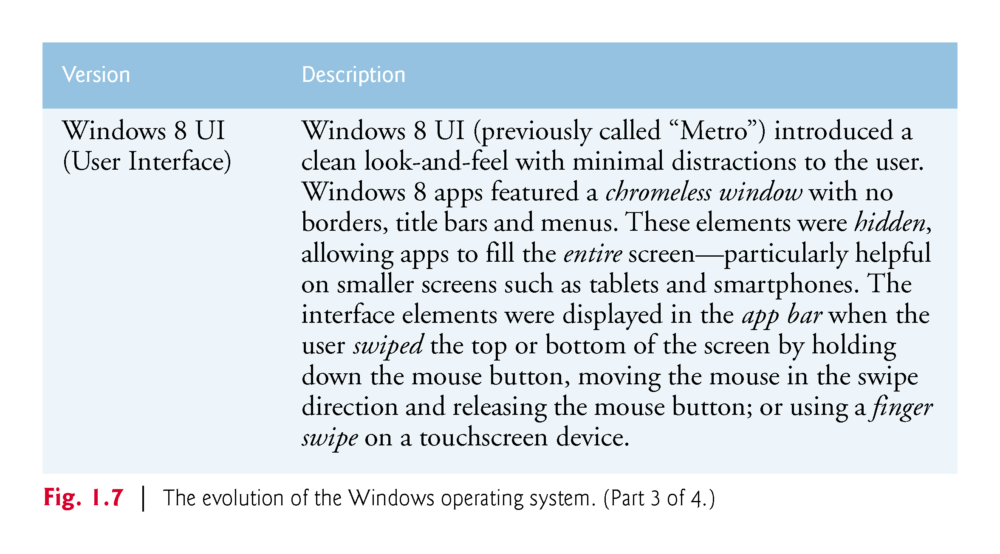 Version Description
Windows 8 UI Windows 8 UI (previously called “Metro”) introduced a
(User Interface) clean look-and-feel with minimal distractions to the user.
Windows 8 apps featured a chromeless window with no
borders, title bars and menus. These elements were hidden,
allowing apps to fill the entire screen—particularly helpful
on smaller screens such as tablets and smartphones. The
interface elements were displayed in the app bar when the
user swiped the top or bottom of the screen by holding
down the mouse button, moving the mouse in the swipe
direction and releasing the mouse button; or using a finger
swipe on a touchscreen device.
Fig. 1.7 | The evolution of the Windows operating system. (Part 3 of 4.)